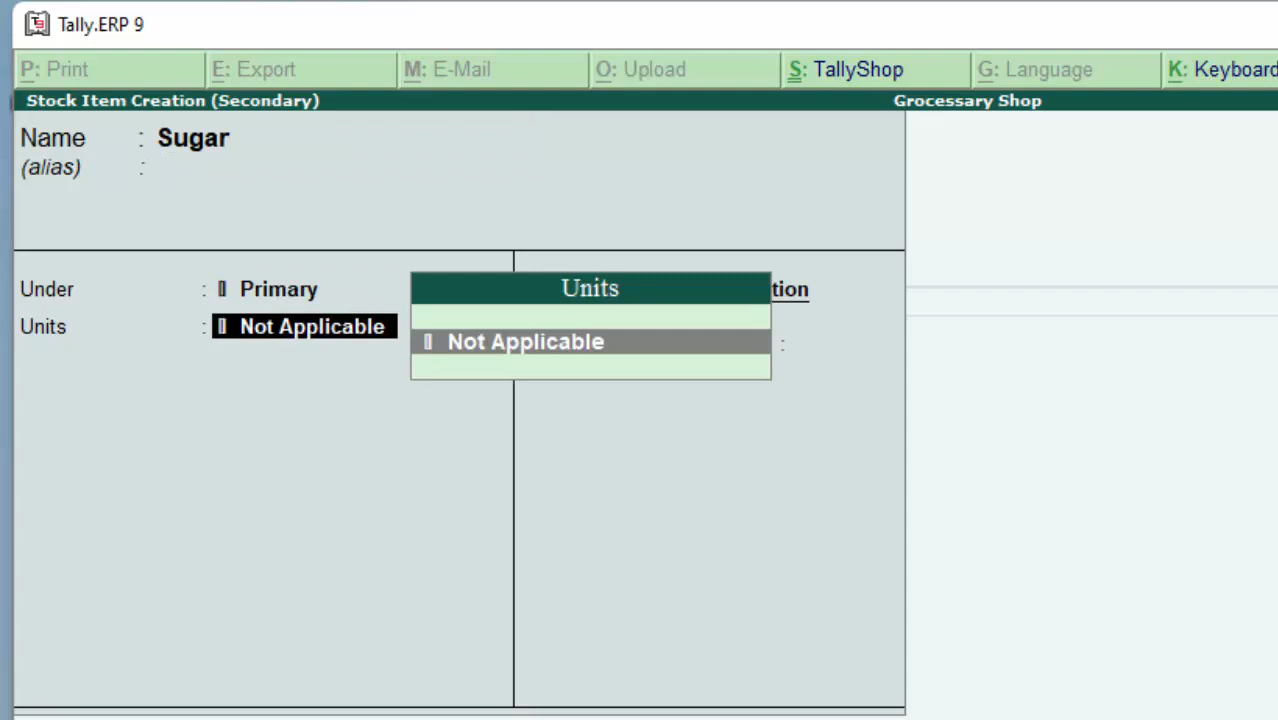 Tally.ERP 9
P: Print E: Export M: E-Mail O: Upload S: TallyShop G: Language K: Keyboard
Stock Item Creation (Secondary) Grocessary Shop
Name : Sugar
(alias) :
Under : Primary
Units : Not Applicable
Units
tion
Not Applicable
: